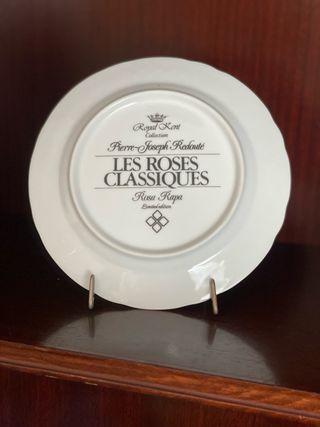 Royal Kent
Collection
Pierre-Joseph Redouté
LES ROSES
CLASSIQUES
Rosa Rapa
Limited edition